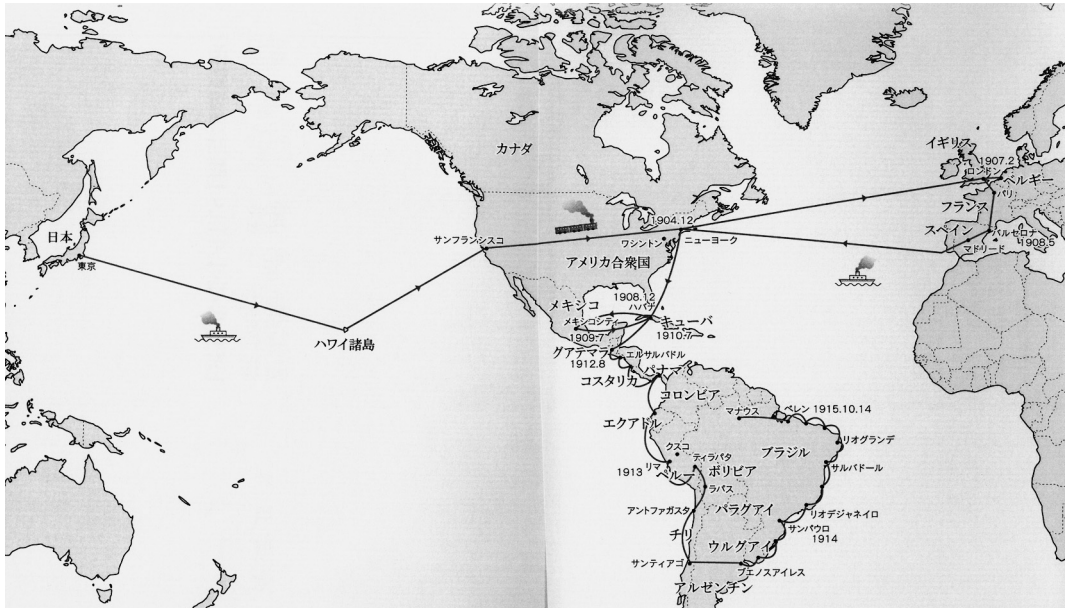 カナダ
イギリス
1907.2
ロンドン
ベルギー
パリ
フランス
スペイン
バルセロナ
マドリード
1908.5
日本
東京
サンフランシスコ
1904.12
ワシントン
ニューヨーク
アメリカ合衆国
ハワイ諸島
メキシコ
1908.12
ハバナ
メキシコシティ
キューバ
1909.7
1910.7
グアテマラ
エルサルバドル
1912.8
パナマ
コスタリカ
コロンビア
エクアドル
マナウス
ベレン 1915.10.14
リオグランデ
ブラジル
クスコ
ティラパタ
サルバドール
1913 リマ
ペルー
ボリビア
ラパス
アントファガスタ
パラグアイ
リオデジャネイロ
サンパウロ
1914
チリ
ウルグアイ
サンティアゴ
ブエノスアイレス
アルゼンチン